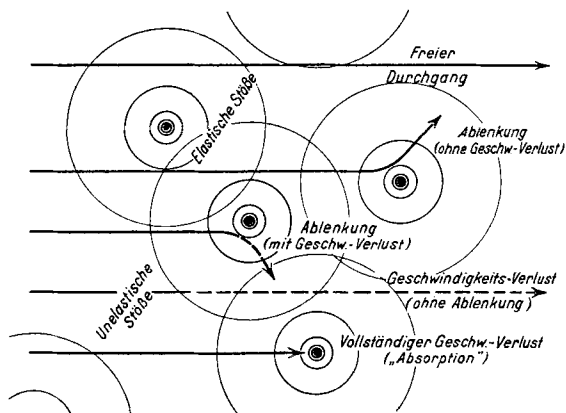 Freier
Durchgang
Elastische Stöße
Ablenkung
(ohne Geschw-Verlust)
Ablenkung
(mit Geschw.-Verlust)
Unelastische
Stöße
Geschwindigkeits-Verlust
(ohne Ablenkung)
Vollständiger Geschw.-Verlust
(„Absorption“)